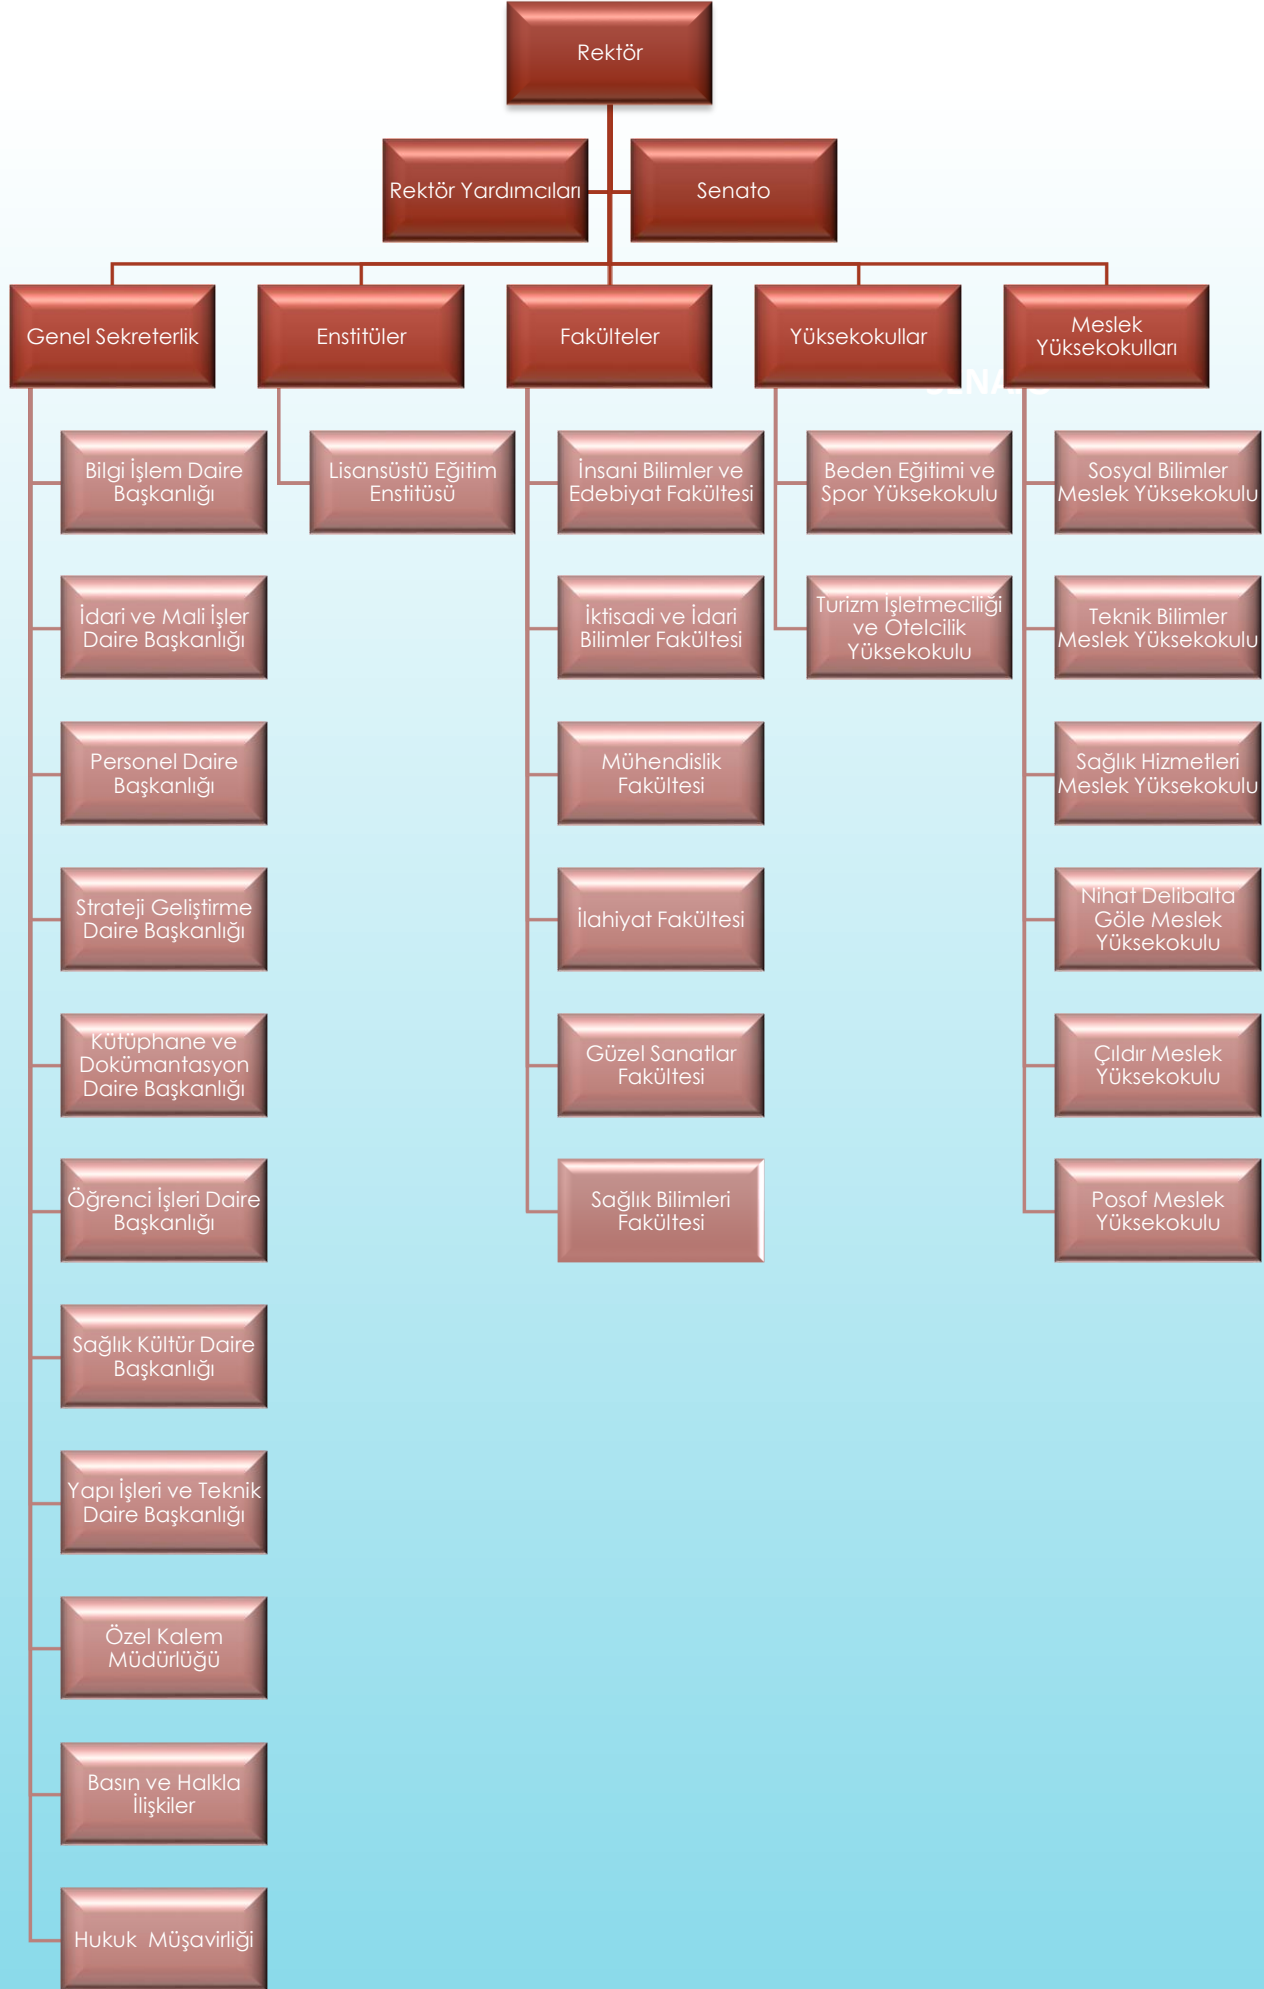 Rektör
Rektör Yardımcıları
Senato
Genel Sekreterlik
Enstitüler
Fakülteler
Yüksekokullar
Meslek
Yüksekokulları
Bilgi İşlem Daire
Başkanlığı
İdari ve Mali İşler
Daire Başkanlığı
Personel Daire
Başkanlığı
Strateji Geliştirme
Daire Başkanlığı
Kütüphane ve
Dokümantasyon
Daire Başkanlığı
Öğrenci İşleri Daire
Başkanlığı
Sağlık Kültür Daire
Başkanlığı
Yapı İşleri ve Teknik
Daire Başkanlığı
Özel Kalem
Müdürlüğü
Basın ve Halkla
İlişkiler
Hukuk  Müşavirliği
Lisansüstü Eğitim
Enstitüsü
İnsani Bilimler ve
Edebiyat Fakültesi
İktisadi ve İdari
Bilimler Fakültesi
Mühendislik
Fakültesi
İlahiyat Fakültesi
Güzel Sanatlar
Fakültesi
Sağlık Bilimleri
Fakültesi
Beden Eğitimi ve
Spor Yüksekokulu
Turizm İşletmeciliği
ve Otelcilik
Yüksekokulu
Sosyal Bilimler
Meslek Yüksekokulu
Teknik Bilimler
Meslek Yüksekokulu
Sağlık Hizmetleri
Meslek Yüksekokulu
Nihat Delibalta
Göle Meslek
Yüksekokulu
Çıldır Meslek
Yüksekokulu
Posof Meslek
Yüksekokulu